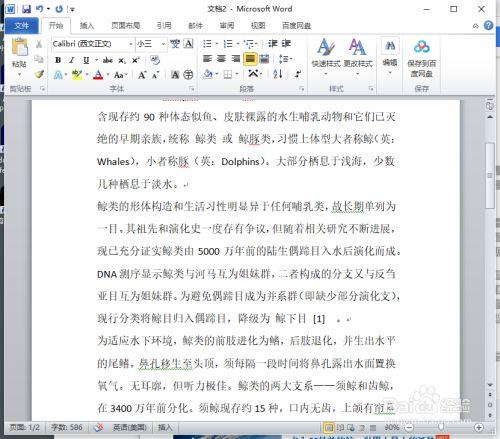 文档2 - Microsoft Word
文件 开始 插入 页面布局 引用 邮件 审阅 视图 百度网盘
粘贴
Calibri (西文正文) 小三
快速样式 更改样式
编辑
保存到
百度网盘
剪贴板 字体 段落 样式 保存
含现存约 90 种体态似鱼、皮肤裸露的水生哺乳动物和它们已灭
绝的早期亲族,统称 鲸类 或 鲸豚类,习惯上体型大者称鲸(英:
Whales),小者称豚(英:Dolphins)。大部分栖息于浅海,少数
几种栖息于淡水。
鲸类的形体构造和生活习性明显异于任何哺乳类,故长期单列为
一目。其祖先和演化史一度存有争议,但随着相关研究不断进展,
现已充分证实鲸类由 5000 万年前的陆生偶蹄目入水后演化而成。
DNA 测序显示鲸类与河马互为姐妹群,二者构成的分支又与反刍
亚目互为姐妹群。为避免偶蹄目成为并系群(即缺少部分演化支),
现行分类将鲸目归入偶蹄目,降级为 鲸下目 [1] 。
为适应水下环境,鲸类的前肢进化为鳍,后肢退化,并生出水平
的尾鳍。鼻孔移生至头顶,须每隔一段时间将鼻孔露出水面置换
氧气。无耳廓,但听力极佳。鲸类的两大支系——须鲸和齿鲸,
在 3400 万年前分化。须鲸现存约 15 种,口内无齿,上颌有帘幕
页面: 1/2 字数: 586 英语(美国) 插入 90%